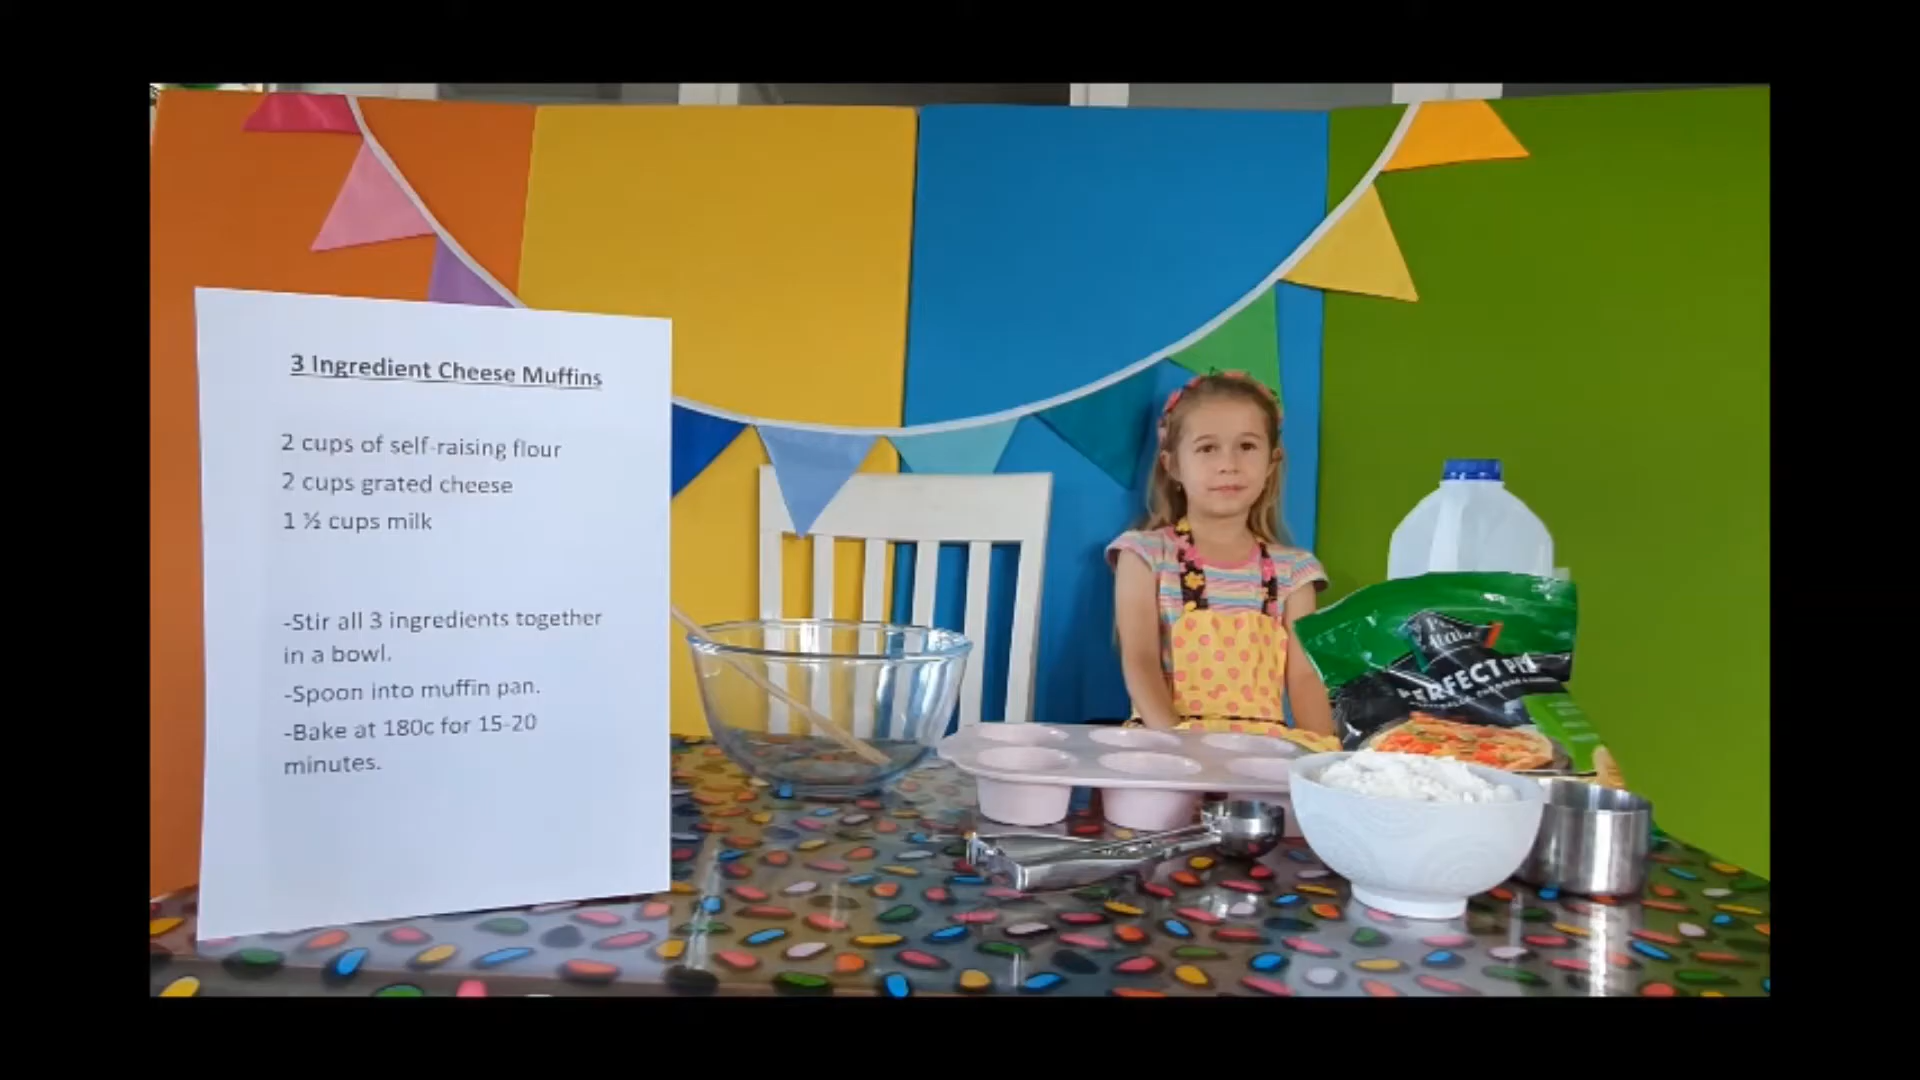 3 Ingredient Cheese Muffins
2 cups of self-raising flour
2 cups grated cheese
1 ½ cups milk
-Stir all 3 ingredients together
in a bowl.
-Spoon into muffin pan.
-Bake at 180c for 15-20
minutes.
PERFECT